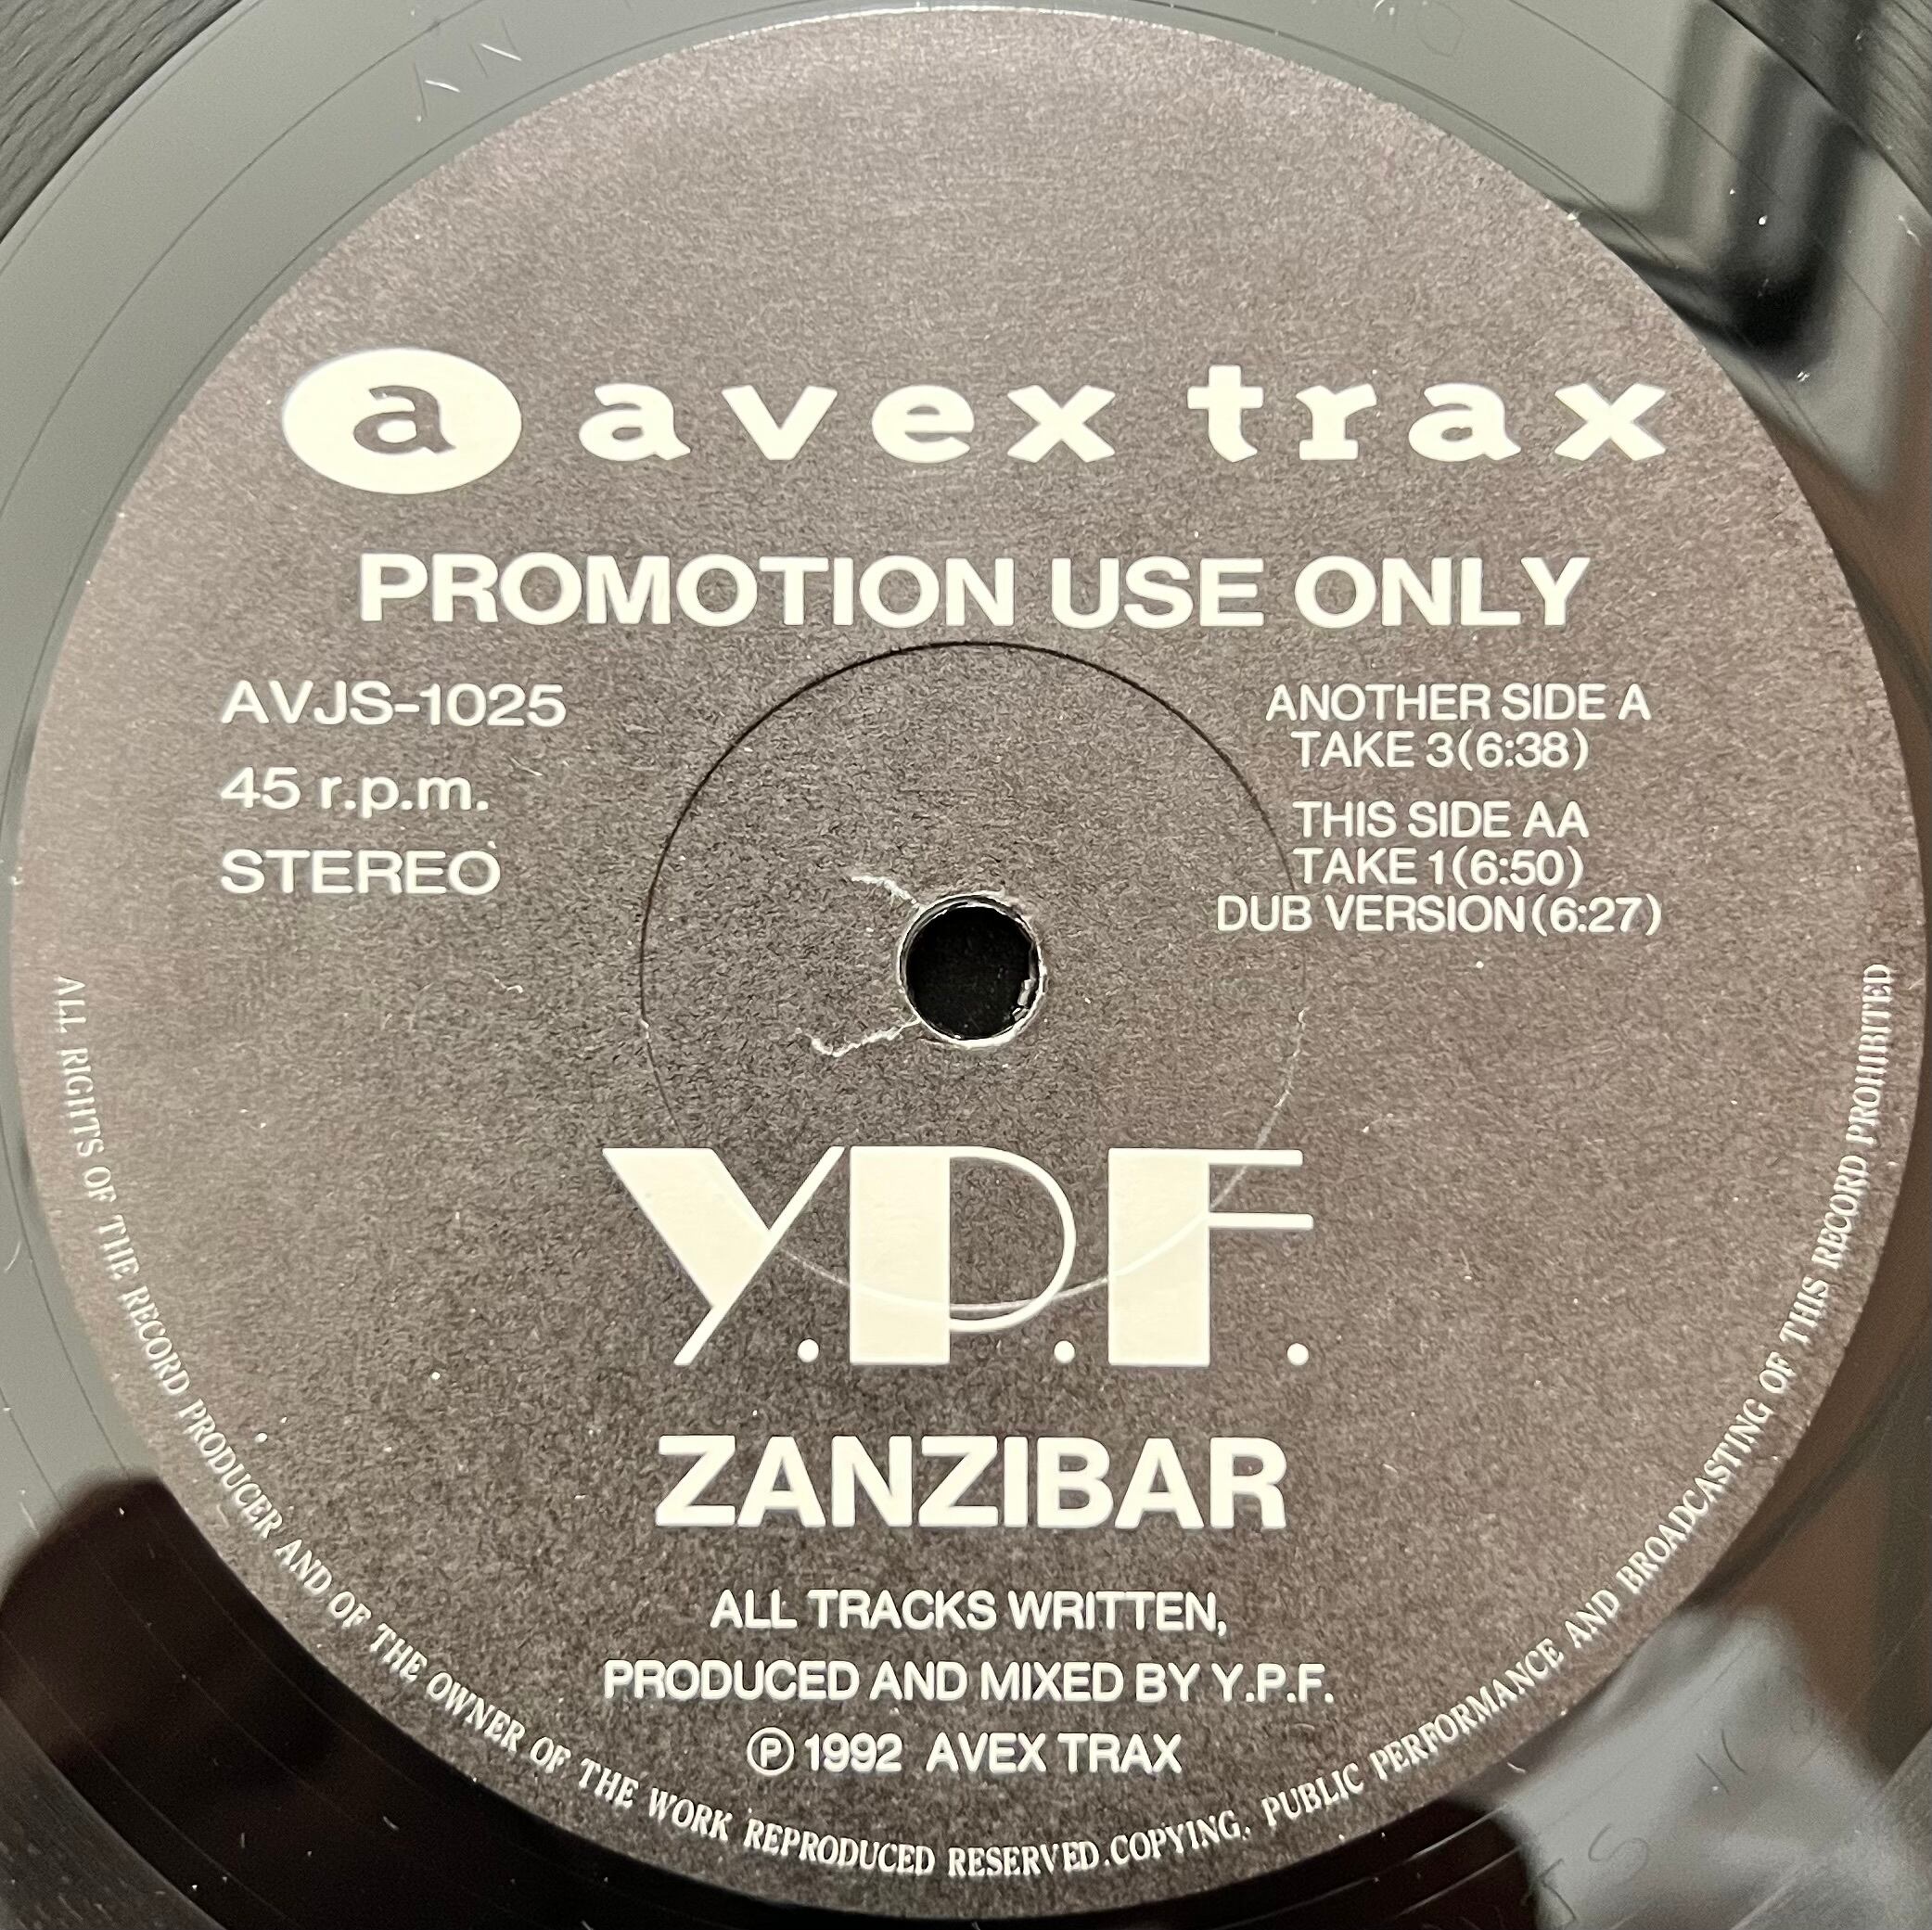 a avex trax
PROMOTION USE ONLY
AVJS-1025
45 r.p.m.
STEREO
ANOTHER SIDE A
TAKE 3(6:38)
THIS SIDE AA
TAKE 1(6:50)
DUB VERSION(6:27)
Y.P.F.
ZANZIBAR
ALL TRACKS WRITTEN,
PRODUCED AND MIXED BY Y.P.F.
Ⓟ 1992 AVEX TRAX
ALL RIGHTS OF THE RECORD PRODUCER AND OF THE OWNER OF THE WORK REPRODUCED RESERVED.COPYING, PUBLIC PERFORMANCE AND BROADCASTING OF THIS RECORD PROHIBITED